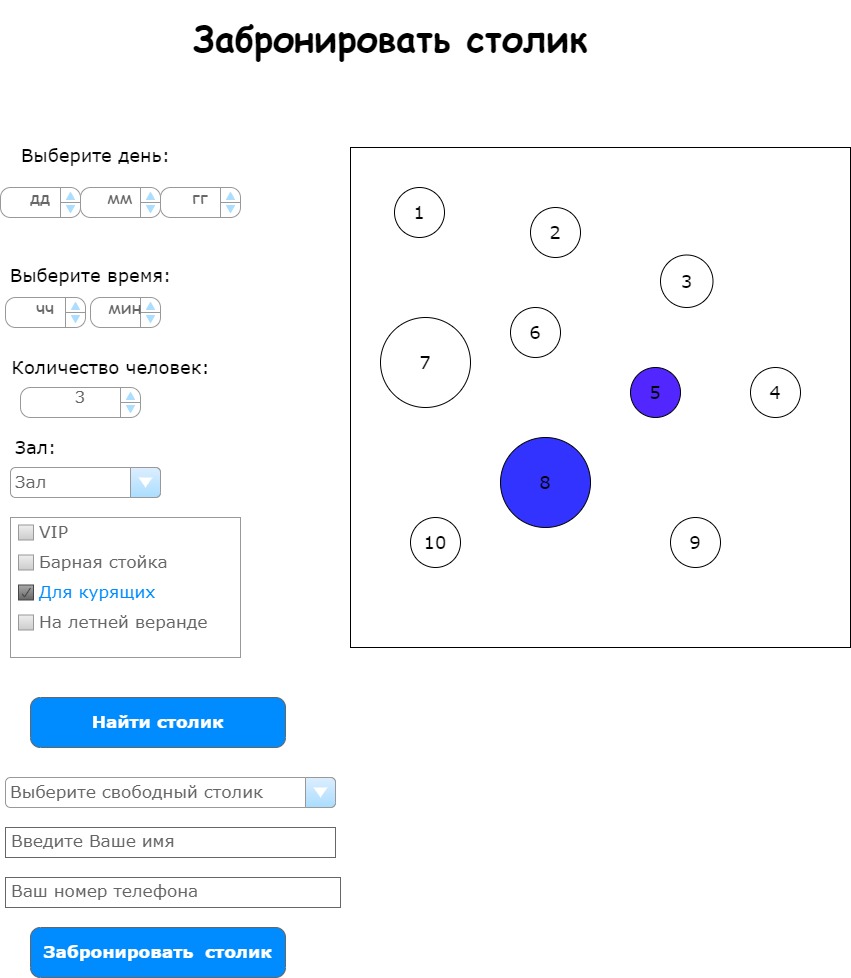 Забронировать столик
Выберите день:
дд мм гг
Выберите время:
чч мин
Количество человек:
3
Зал:
Зал
VIP
Барная стойка
Для курящих
На летней веранде
Найти столик
Выберите свободный столик
Введите Ваше имя
Ваш номер телефона
Забронировать столик
1
2
3
6
7
5
4
8
10
9